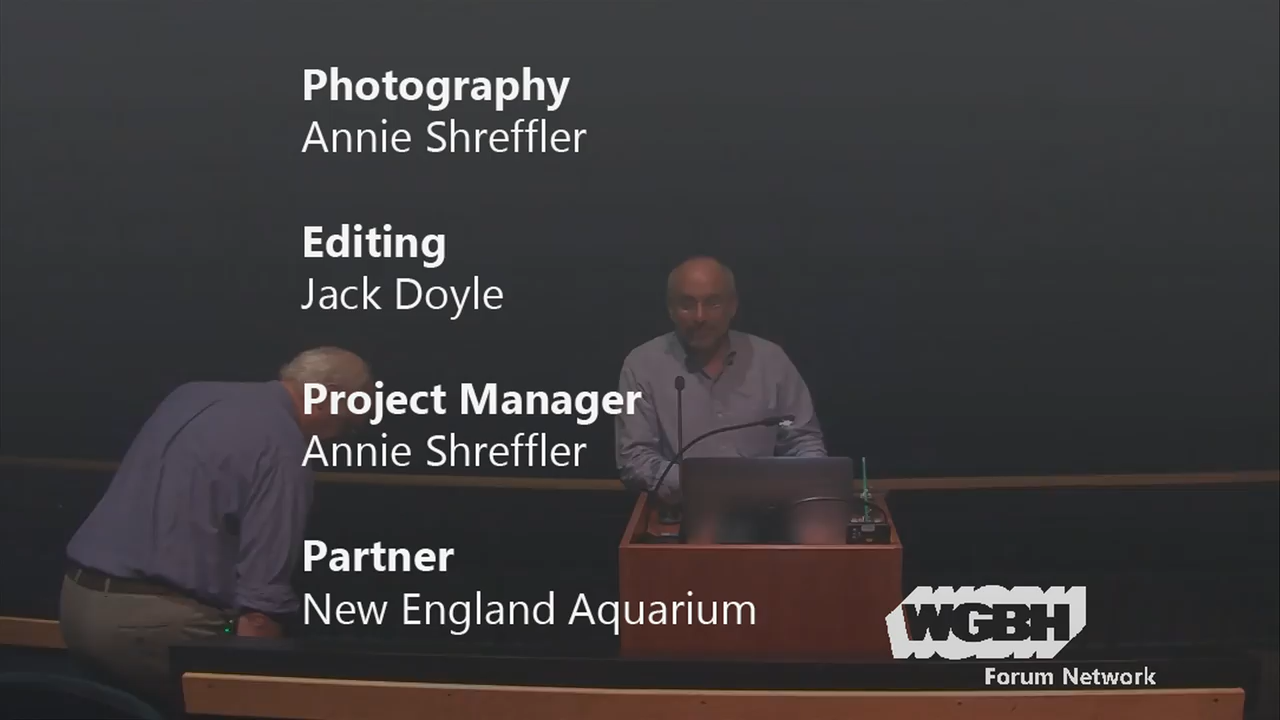 Photography
Annie Shreffler
Editing
Jack Doyle
Project Manager
Annie Shreffler
Partner
New England Aquarium
WGBH
Forum Network